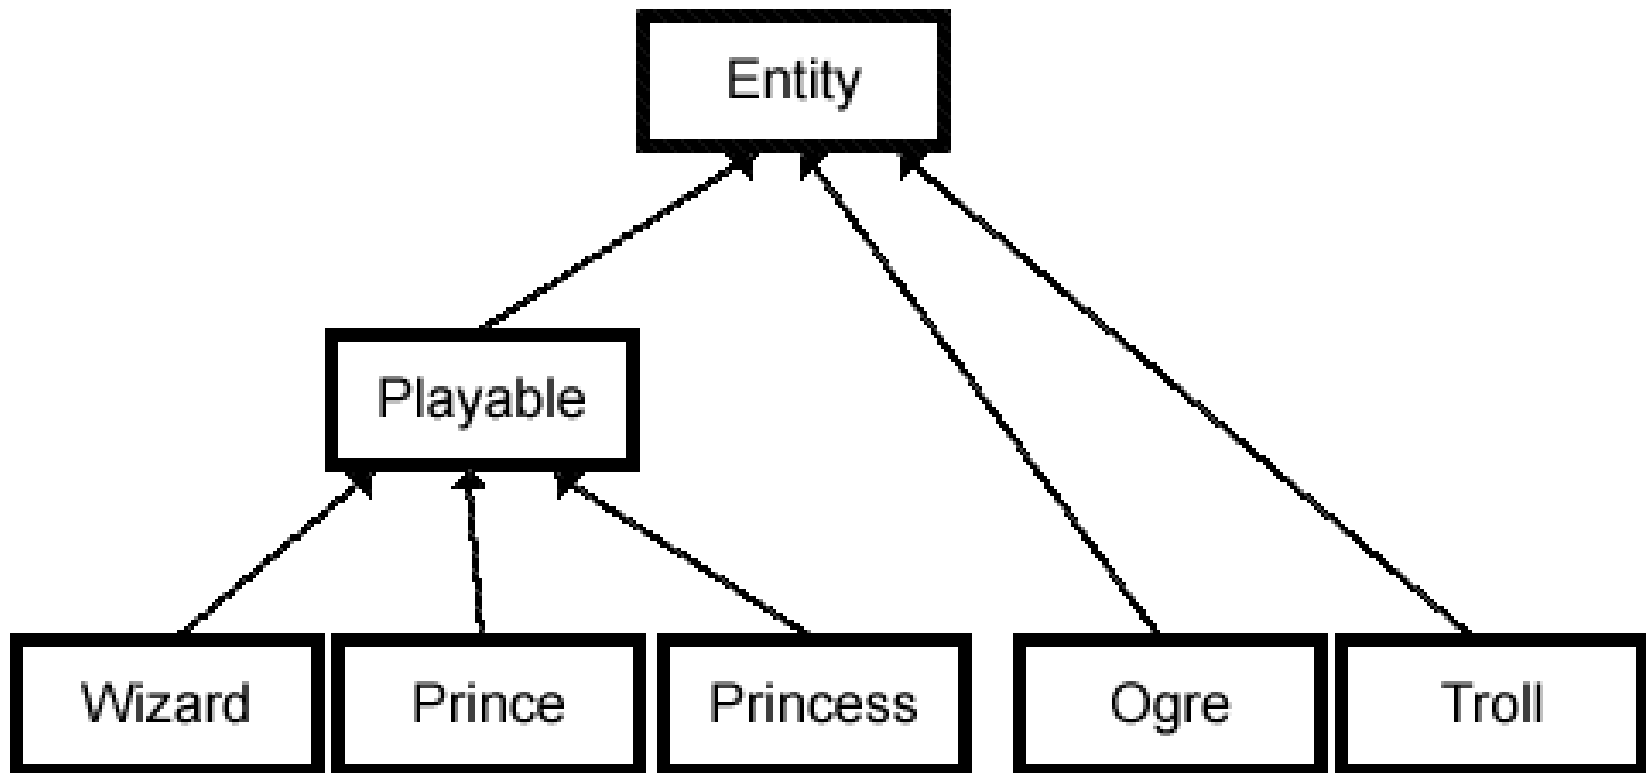 Entity
Playable
Wizard
Prince
Princess
Ogre
Troll